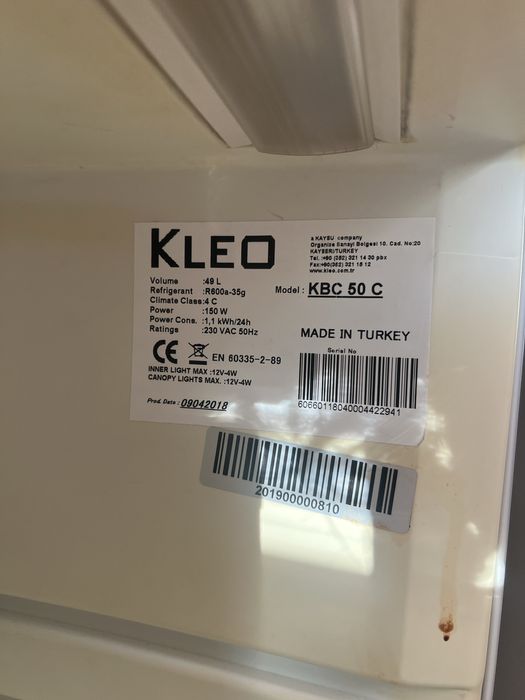 KLEO
a KAYSU company
Organize Sanayi Bolgesi 10. Cad. No:20
KAYSERI/TURKEY
Tel.:+90 (352) 321 14 30 pbx
Fax:+90(352) 321 15 12
www.kleo.com.tr
Volume :49 L
Refrigerant :R600a-35g
Model : KBC 50 C
Climate Class:4 C
Power :150 W
Power Cons. :1,1 kWh/24h
Ratings :230 VAC 50Hz
MADE IN TURKEY
CE EN 60335-2-89
Serial No
INNER LIGHT MAX :12V-4W
CANOPY LIGHTS MAX. :12V-4W
60660118040004422941
Prod. Date : 09042018
201900000810